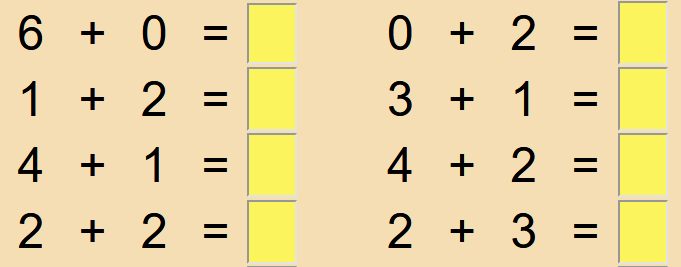 6 + 0 = 0 + 2 =
1 + 2 = 3 + 1 =
4 + 1 = 4 + 2 =
2 + 2 = 2 + 3 =